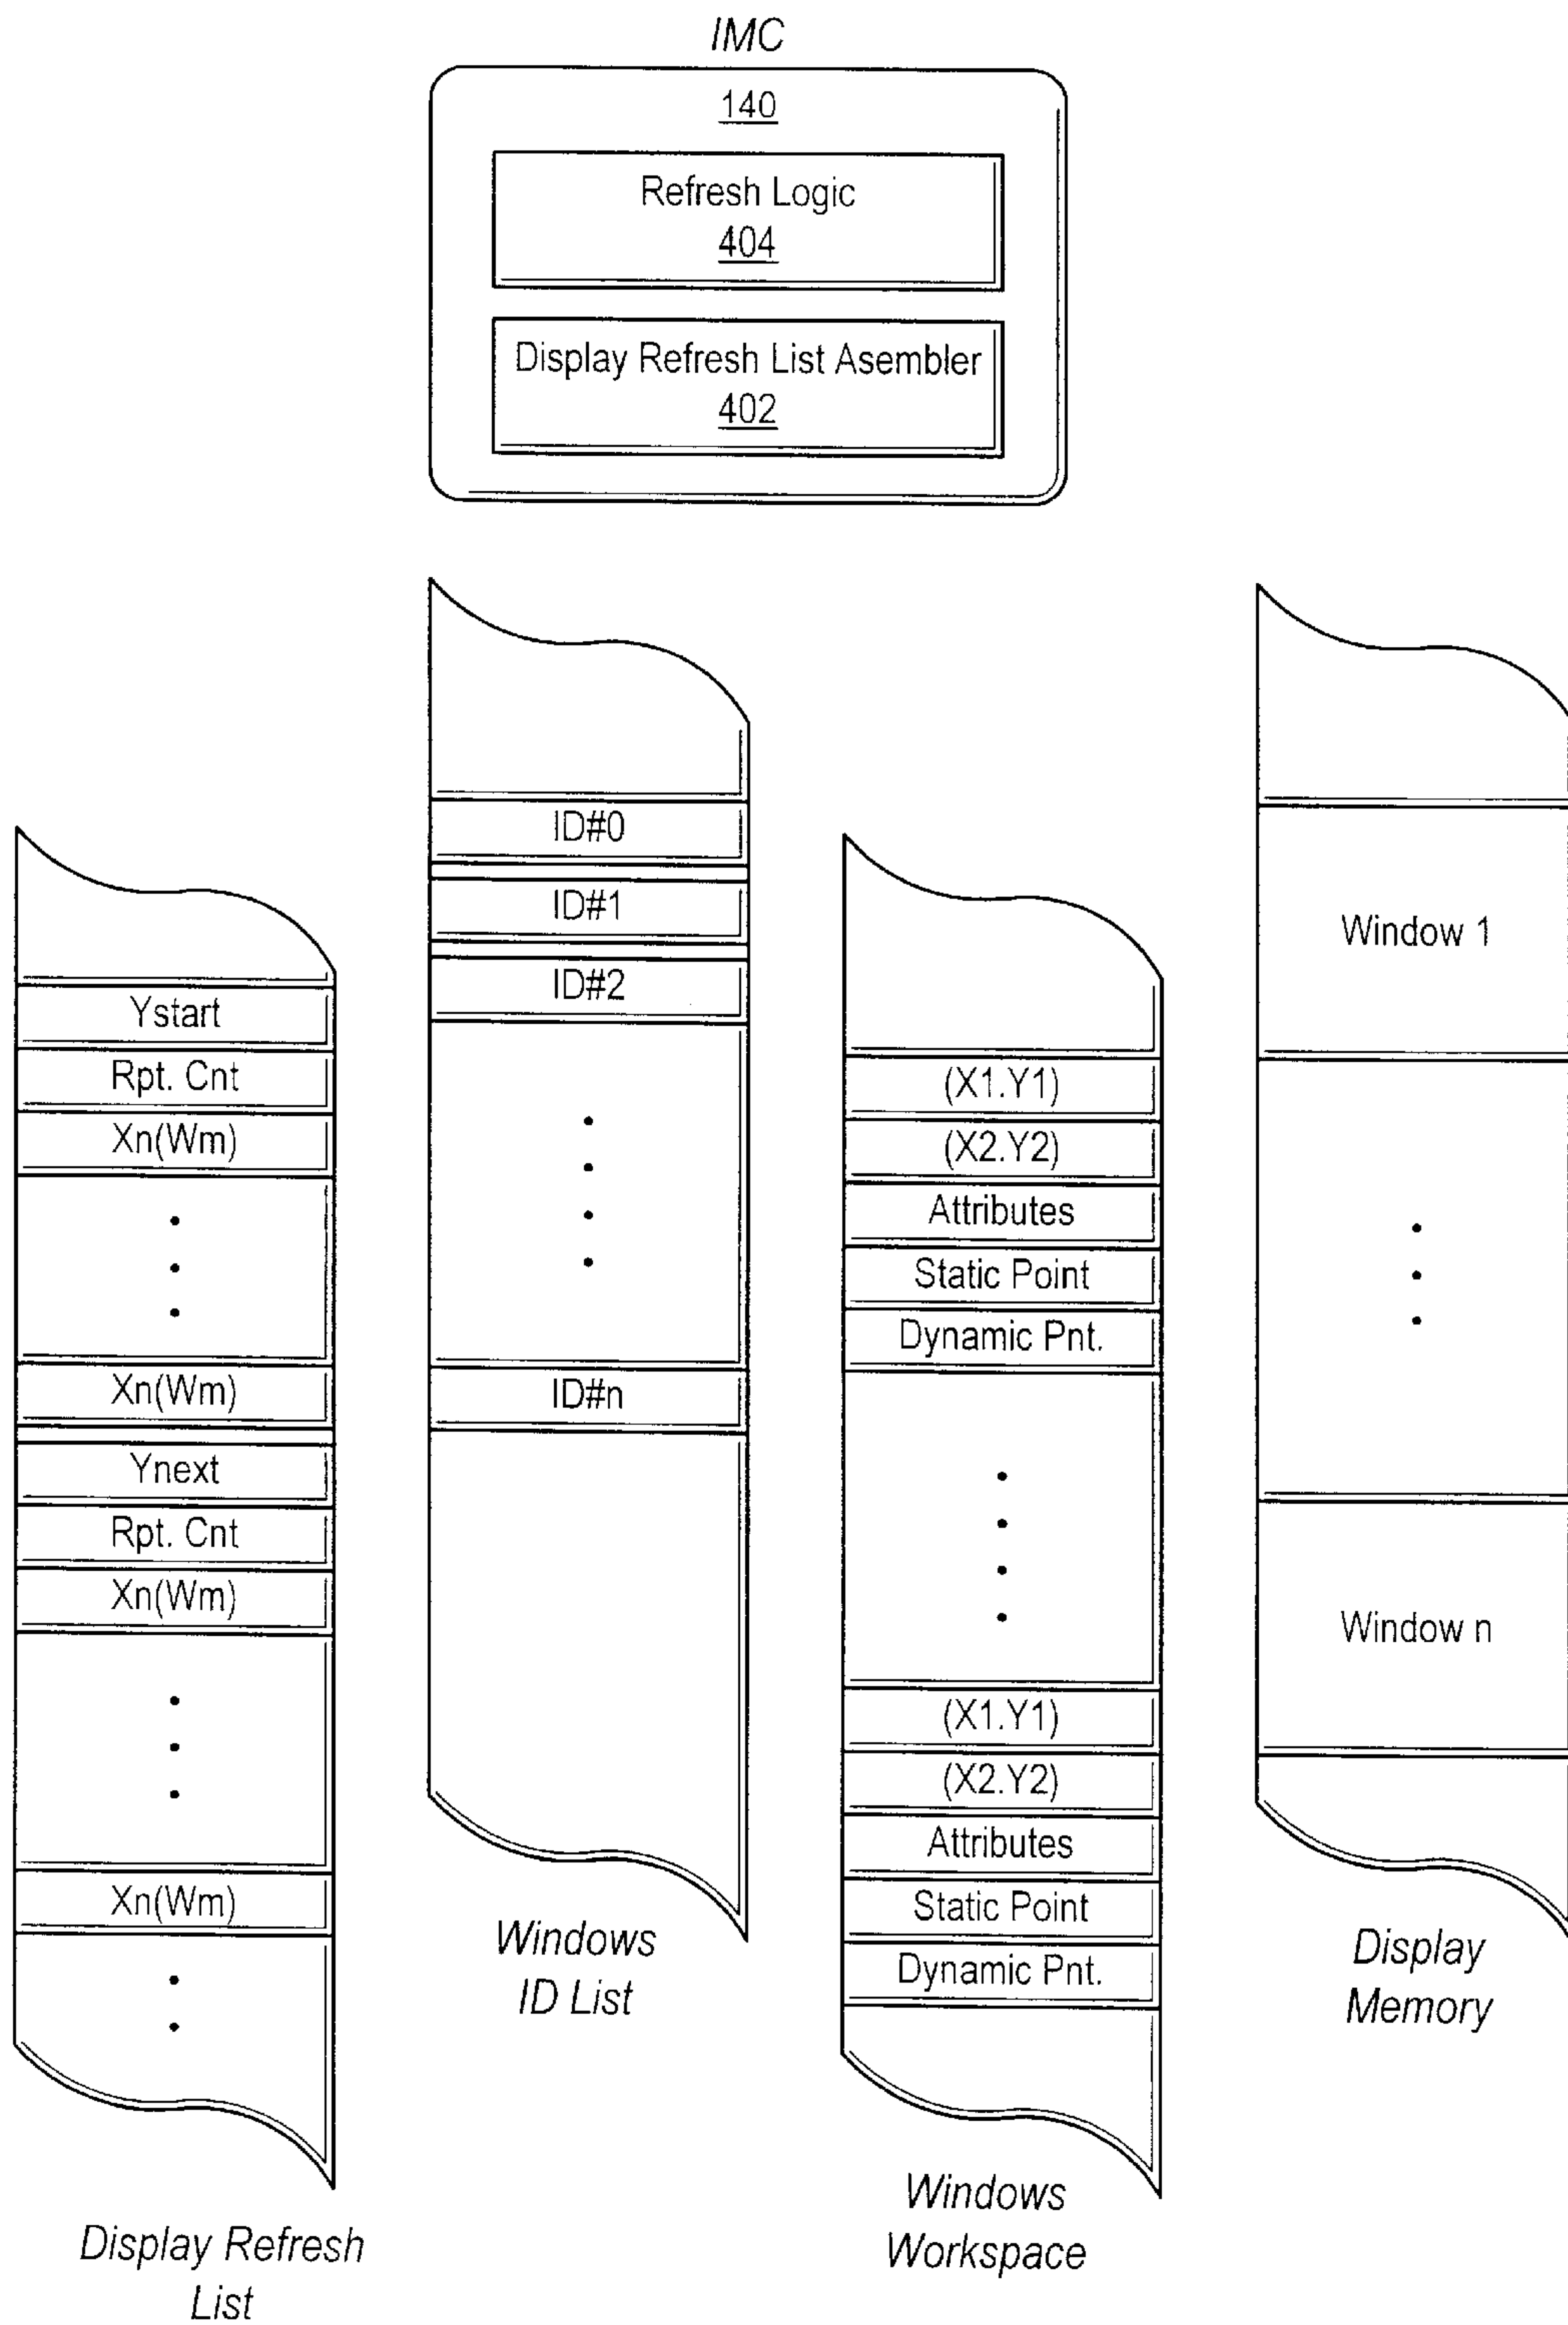 IMC
140
Refresh Logic
404
Display Refresh List Asembler
402
Ystart
Rpt. Cnt
Xn(Wm)
Xn(Wm)
Ynext
Rpt. Cnt
Xn(Wm)
Xn(Wm)
Display Refresh
List
ID#0
ID#1
ID#2
ID#n
Windows
ID List
(X1.Y1)
(X2.Y2)
Attributes
Static Point
Dynamic Pnt.
(X1.Y1)
(X2.Y2)
Attributes
Static Point
Dynamic Pnt.
Windows
Workspace
Window 1
Window n
Display
Memory